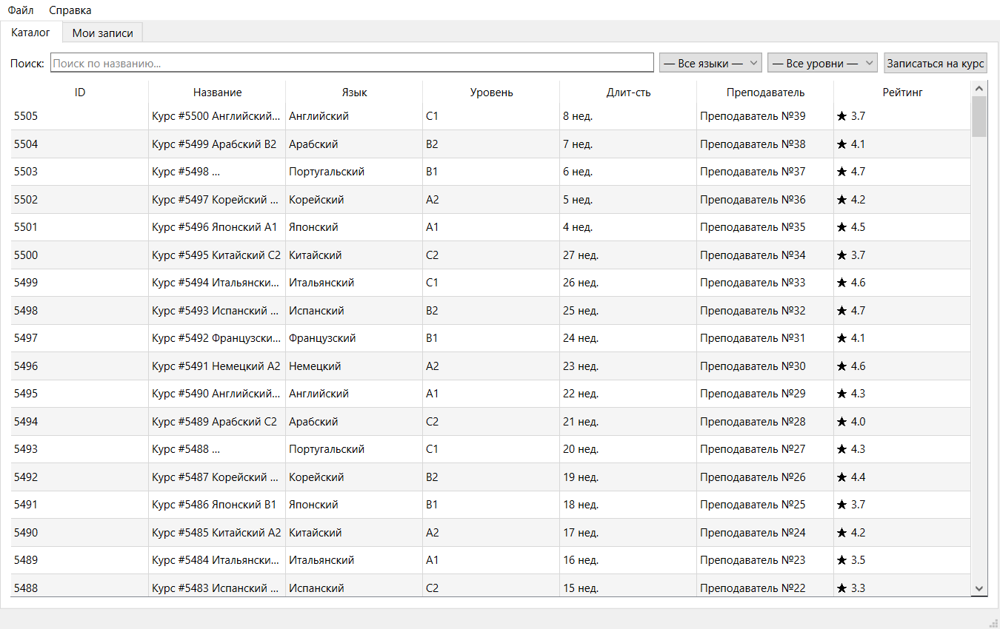 Файл Справка
Каталог Мои записи
Поиск: Поиск по названию... — Все языки — — Все уровни — Записаться на курс
ID Название Язык Уровень Длит-сть Преподаватель Рейтинг
5505 Курс #5500 Английский... Английский C1 8 нед. Преподаватель №39 ★ 3.7
5504 Курс #5499 Арабский B2 Арабский B2 7 нед. Преподаватель №38 ★ 4.1
5503 Курс #5498 ... Португальский B1 6 нед. Преподаватель №37 ★ 4.7
5502 Курс #5497 Корейский ... Корейский A2 5 нед. Преподаватель №36 ★ 4.2
5501 Курс #5496 Японский A1 Японский A1 4 нед. Преподаватель №35 ★ 4.5
5500 Курс #5495 Китайский C2 Китайский C2 27 нед. Преподаватель №34 ★ 3.7
5499 Курс #5494 Итальянски... Итальянский C1 26 нед. Преподаватель №33 ★ 4.6
5498 Курс #5493 Испанский ... Испанский B2 25 нед. Преподаватель №32 ★ 4.7
5497 Курс #5492 Французски... Французский B1 24 нед. Преподаватель №31 ★ 4.1
5496 Курс #5491 Немецкий A2 Немецкий A2 23 нед. Преподаватель №30 ★ 4.6
5495 Курс #5490 Английский... Английский A1 22 нед. Преподаватель №29 ★ 4.3
5494 Курс #5489 Арабский C2 Арабский C2 21 нед. Преподаватель №28 ★ 4.0
5493 Курс #5488 ... Португальский C1 20 нед. Преподаватель №27 ★ 4.3
5492 Курс #5487 Корейский ... Корейский B2 19 нед. Преподаватель №26 ★ 4.4
5491 Курс #5486 Японский B1 Японский B1 18 нед. Преподаватель №25 ★ 3.7
5490 Курс #5485 Китайский A2 Китайский A2 17 нед. Преподаватель №24 ★ 4.2
5489 Курс #5484 Итальянски... Итальянский A1 16 нед. Преподаватель №23 ★ 3.5
5488 Курс #5483 Испанский ... Испанский C2 15 нед. Преподаватель №22 ★ 3.3